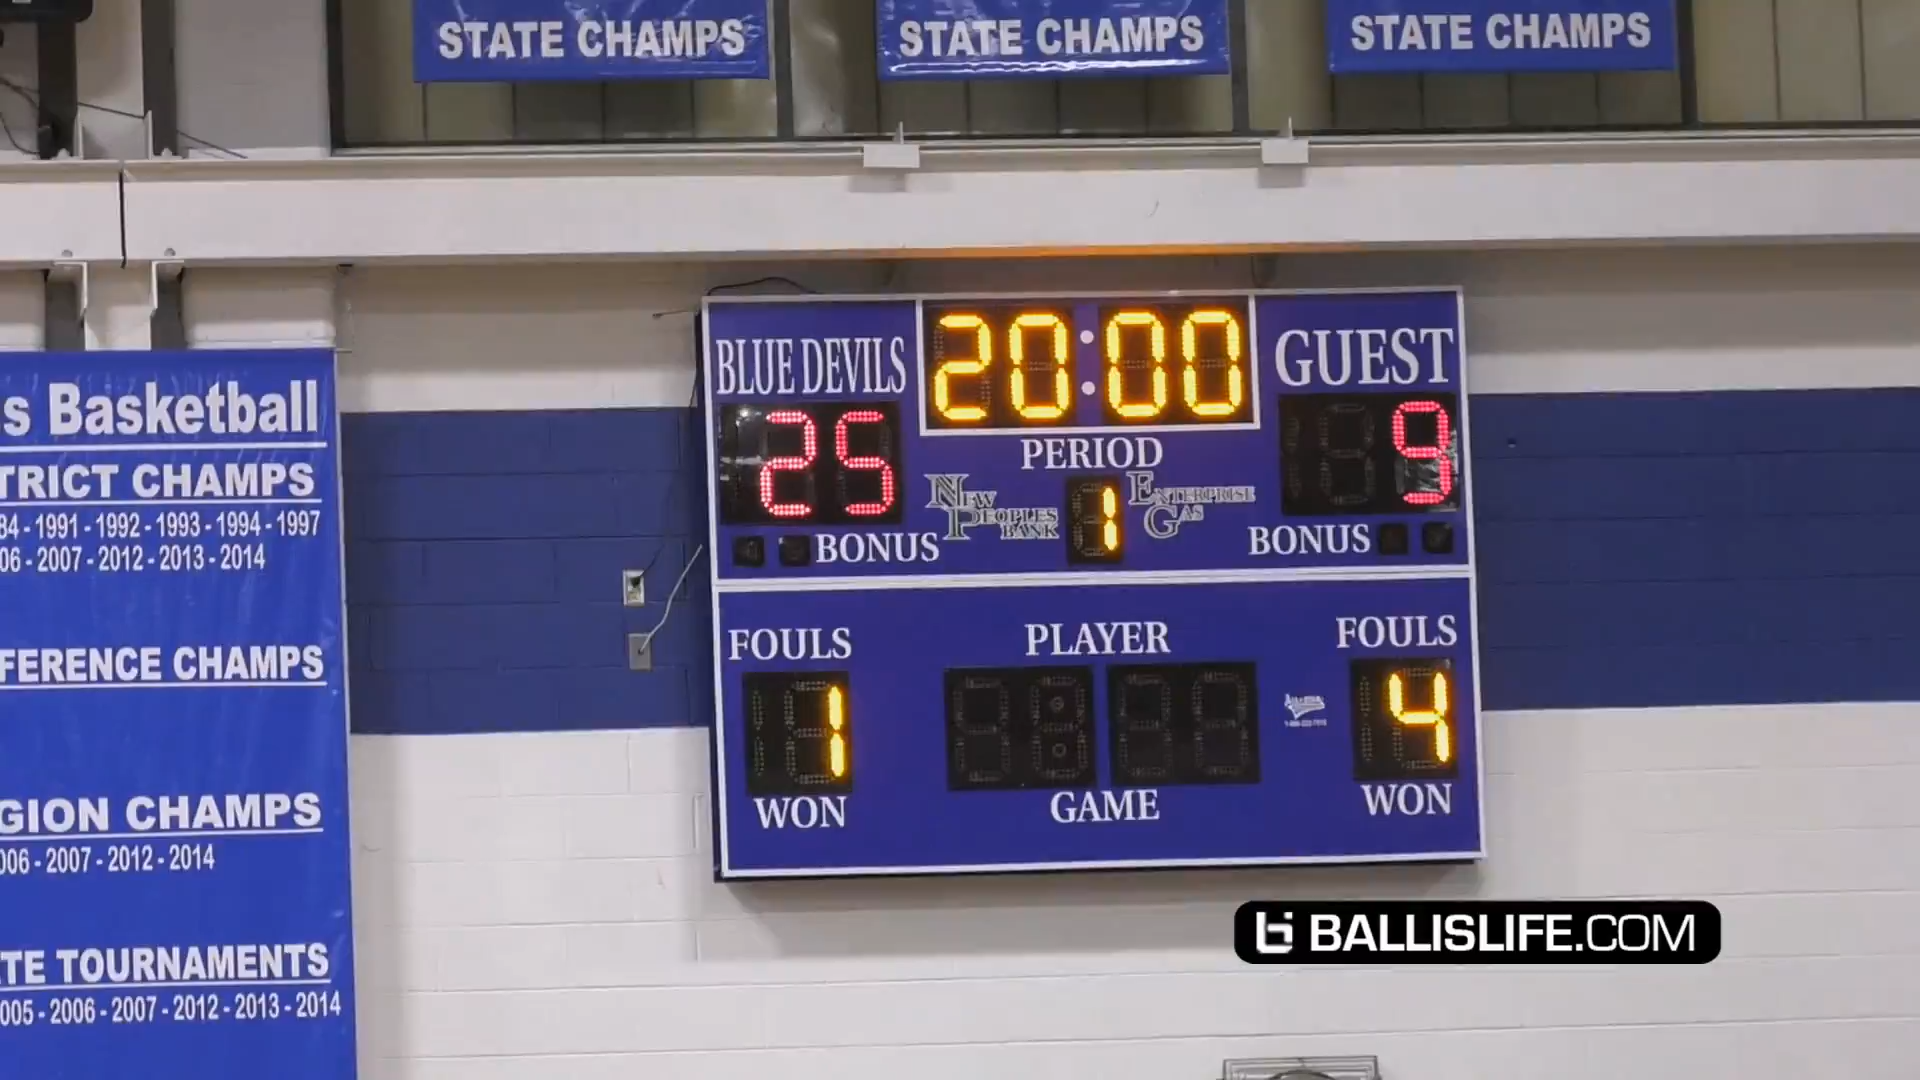 STATE CHAMPS
STATE CHAMPS
STATE CHAMPS
s Basketball
TRICT CHAMPS
84 - 1991 - 1992 - 1993 - 1994 - 1997
06 - 2007 - 2012 - 2013 - 2014
FERENCE CHAMPS
GION CHAMPS
006 - 2007 - 2012 - 2014
TE TOURNAMENTS
005 - 2006 - 2007 - 2012 - 2013 - 2014
BLUE DEVILS
20:00
GUEST
25
PERIOD
9
NEW PEOPLES BANK
1
ENTERPRISE GAS
BONUS
BONUS
FOULS
PLAYER
FOULS
1
4
WON
GAME
WON
BALLISLIFE.COM